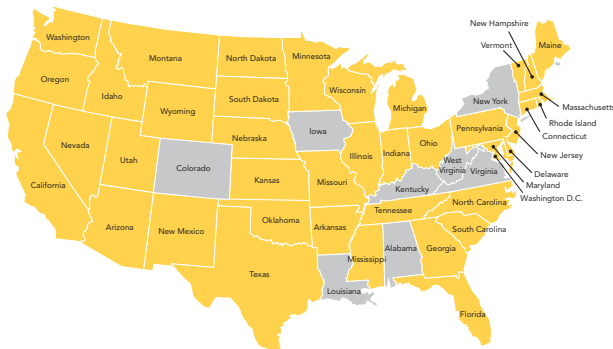 New Hampshire
Vermont
Maine
Washington
Montana
North Dakota
Minnesota
Oregon
Idaho
Wyoming
South Dakota
Wisconsin
Michigan
New York
Massachusetts
Rhode Island
Connecticut
Nevada
Utah
Colorado
Nebraska
Iowa
Illinois
Indiana
Ohio
Pennsylvania
New Jersey
California
Kansas
Missouri
Kentucky
West
Virginia
Virginia
Delaware
Maryland
Washington D.C.
Arizona
New Mexico
Oklahoma
Arkansas
Tennessee
North Carolina
South Carolina
Texas
Louisiana
Mississippi
Alabama
Georgia
Florida